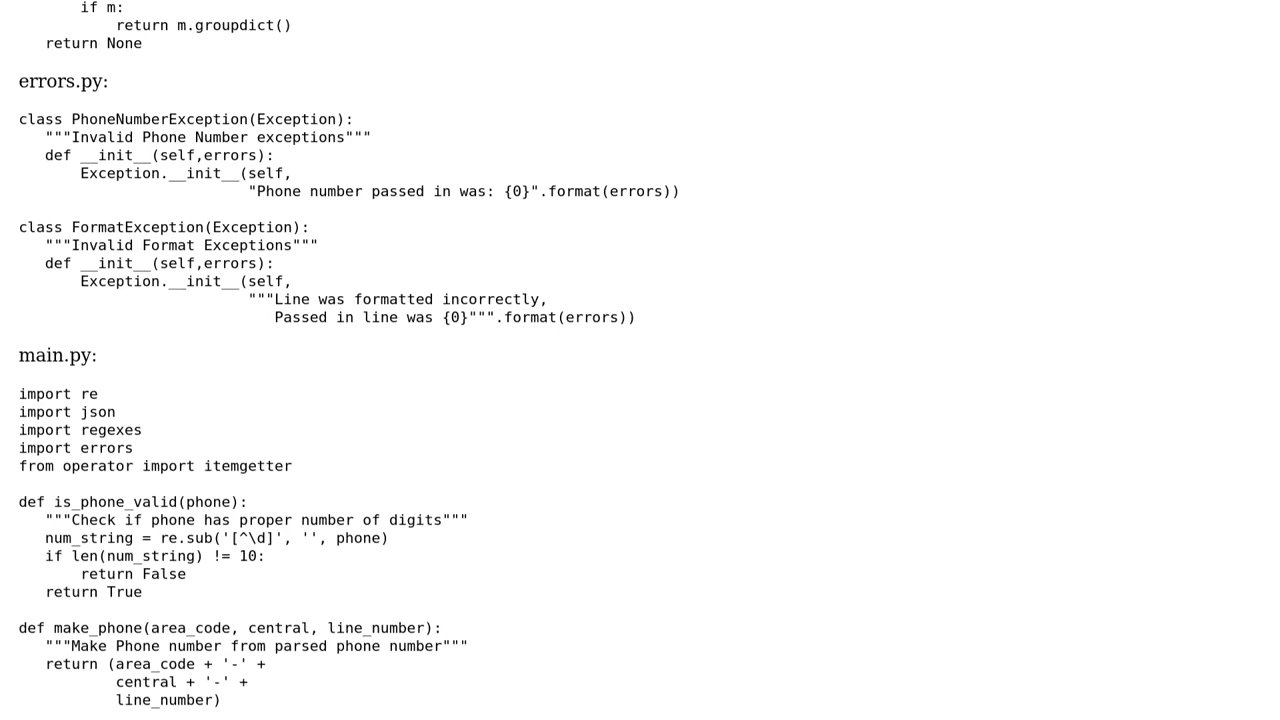 if m:
return m.groupdict()
return None
errors.py:
class PhoneNumberException(Exception):
"""Invalid Phone Number exceptions"""
def __init__(self,errors):
Exception.__init__(self,
"Phone number passed in was: {0}".format(errors))
class FormatException(Exception):
"""Invalid Format Exceptions"""
def __init__(self,errors):
Exception.__init__(self,
"""Line was formatted incorrectly,
Passed in line was {0}""".format(errors))
main.py:
import re
import json
import regexes
import errors
from operator import itemgetter
def is_phone_valid(phone):
"""Check if phone has proper number of digits"""
num_string = re.sub('[^\d]', '', phone)
if len(num_string) != 10:
return False
return True
def make_phone(area_code, central, line_number):
"""Make Phone number from parsed phone number"""
return (area_code + '-' +
central + '-' +
line_number)